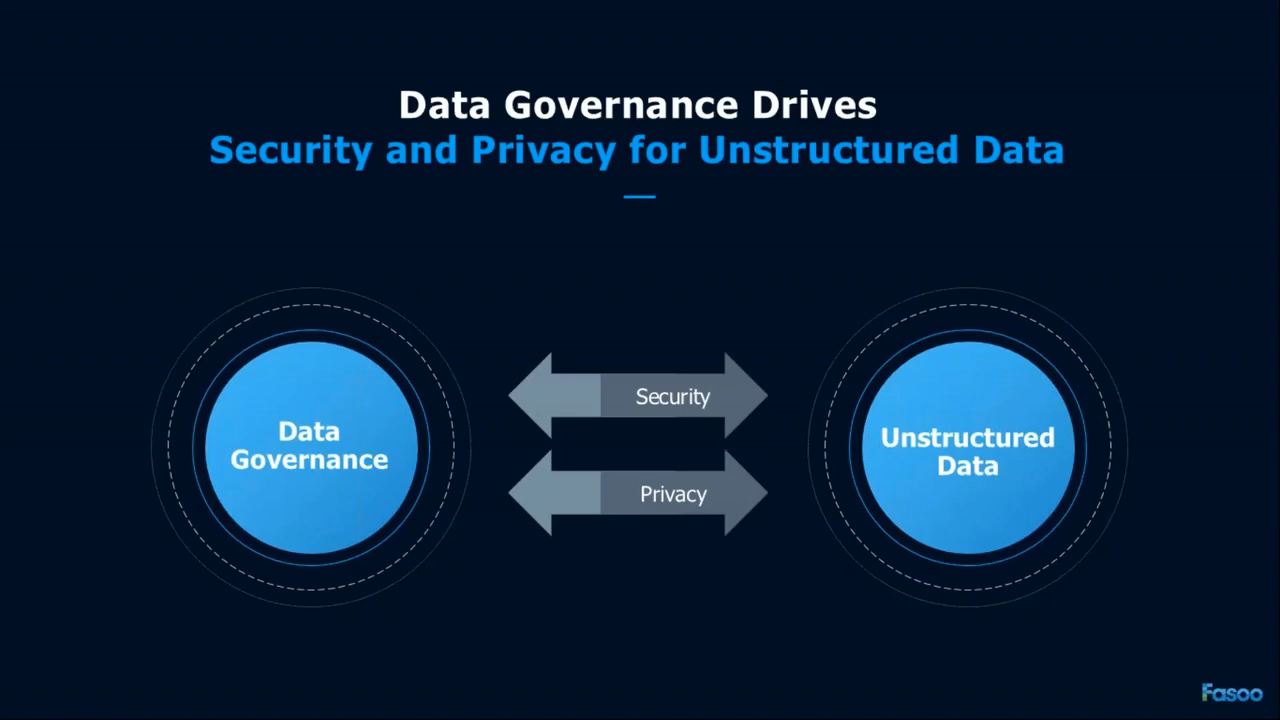 Data Governance Drives
Security and Privacy for Unstructured Data
Data
Governance
Security
Privacy
Unstructured
Data
Fasoo